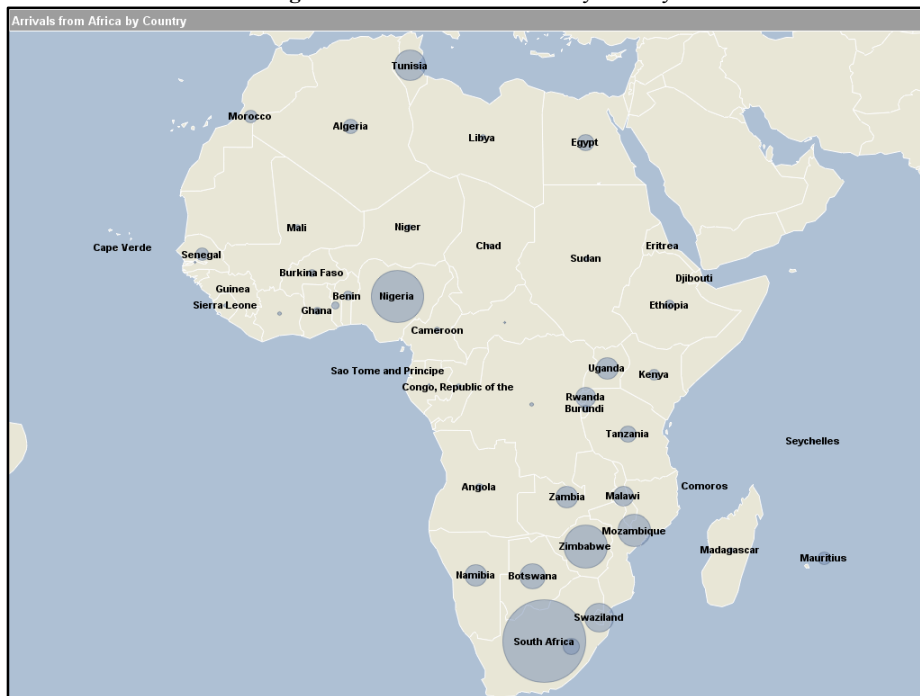 Arrivals from Africa by Country
Tunisia
Morocco
Algeria
Libya
Egypt
Mali
Niger
Chad
Cape Verde
Senegal
Sudan
Eritrea
Burkina Faso
Djibouti
Guinea
Benin
Nigeria
Sierra Leone
Ghana
Ethiopia
Cameroon
Sao Tome and Principe
Uganda
Kenya
Congo, Republic of the
Rwanda
Burundi
Tanzania
Seychelles
Angola
Zambia
Malawi
Comoros
Mozambique
Zimbabwe
Madagascar
Mauritius
Namibia
Botswana
Swaziland
South Africa